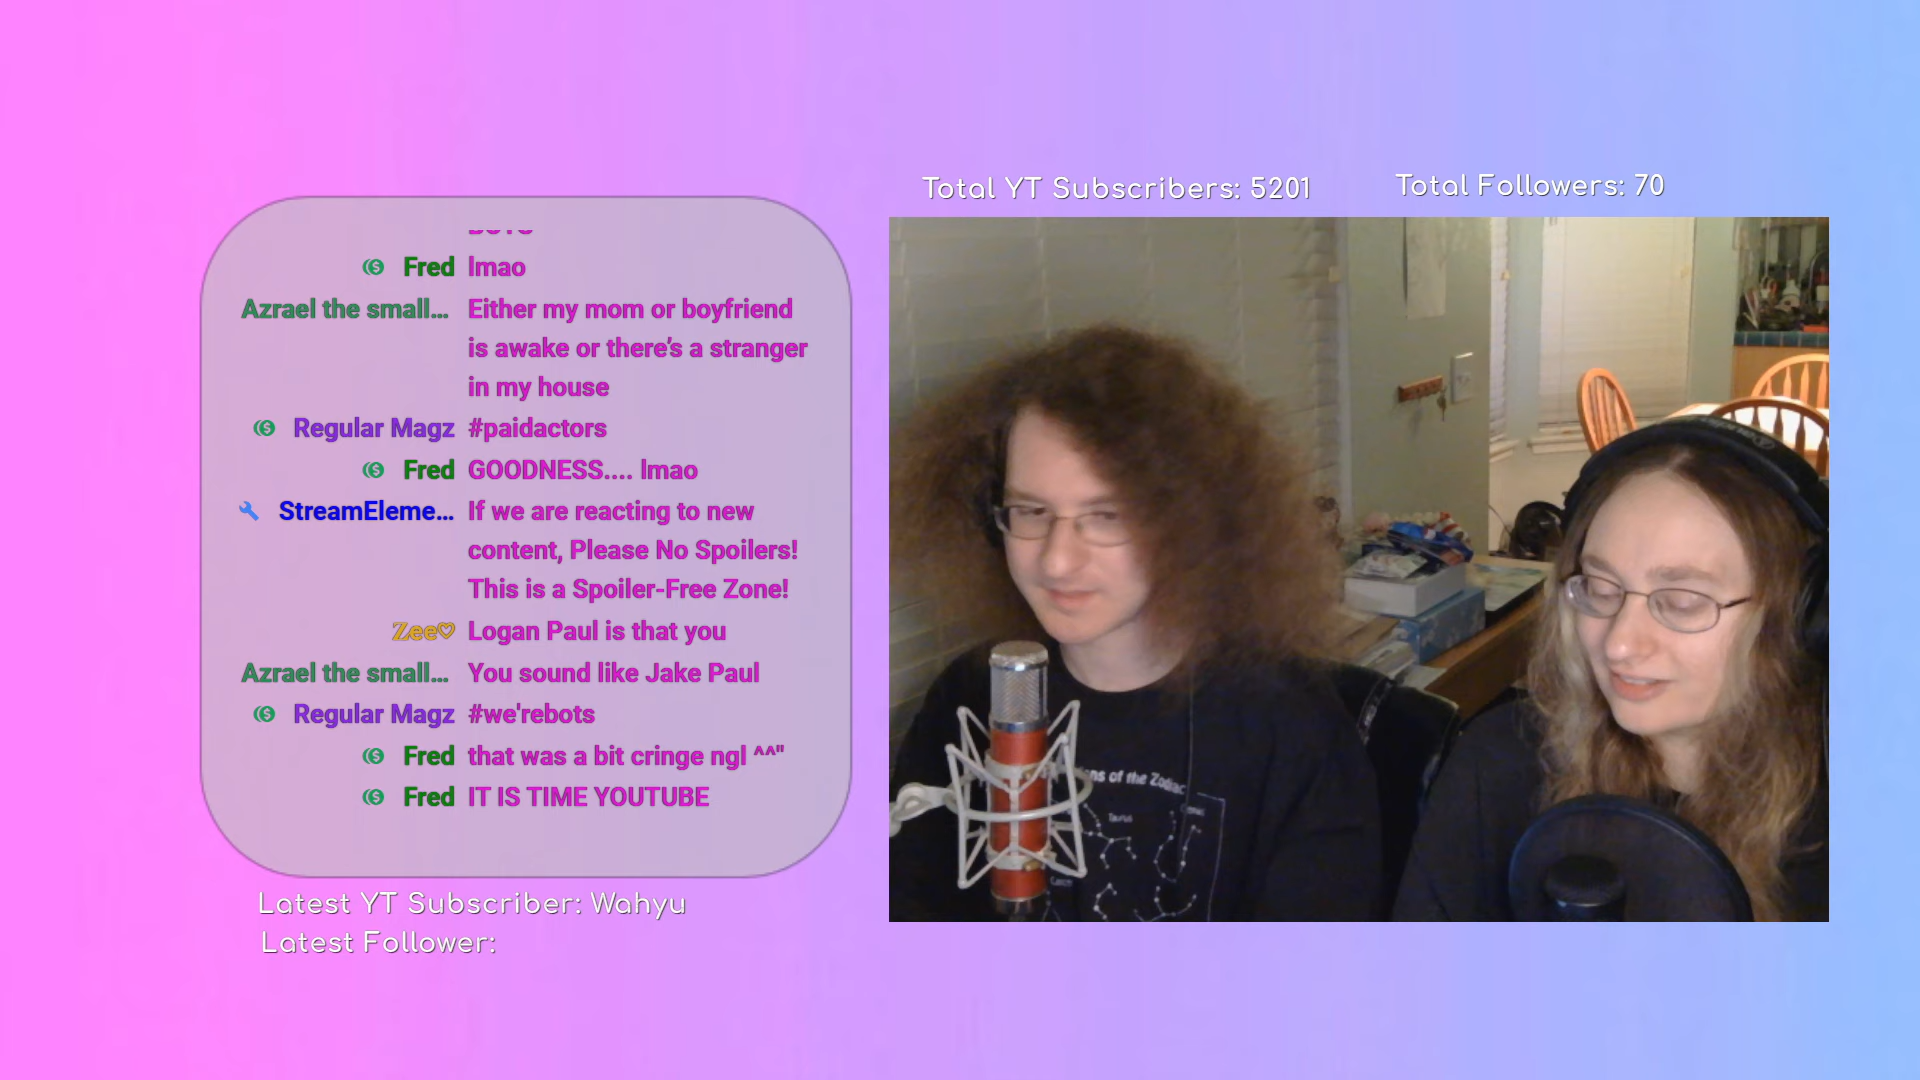 Total YT Subscribers: 5201
Total Followers: 70
Fred lmao
Azrael the small... Either my mom or boyfriend
is awake or there's a stranger
in my house
Regular Magz #paidactors
Fred GOODNESS.... lmao
StreamEleme... If we are reacting to new
content, Please No Spoilers!
This is a Spoiler-Free Zone!
Zee♡ Logan Paul is that you
Azrael the small... You sound like Jake Paul
Regular Magz #we'rebots
Fred that was a bit cringe ngl ^^"
Fred IT IS TIME YOUTUBE
Latest YT Subscriber: Wahyu
Latest Follower:
of the Zodiac
Taurus